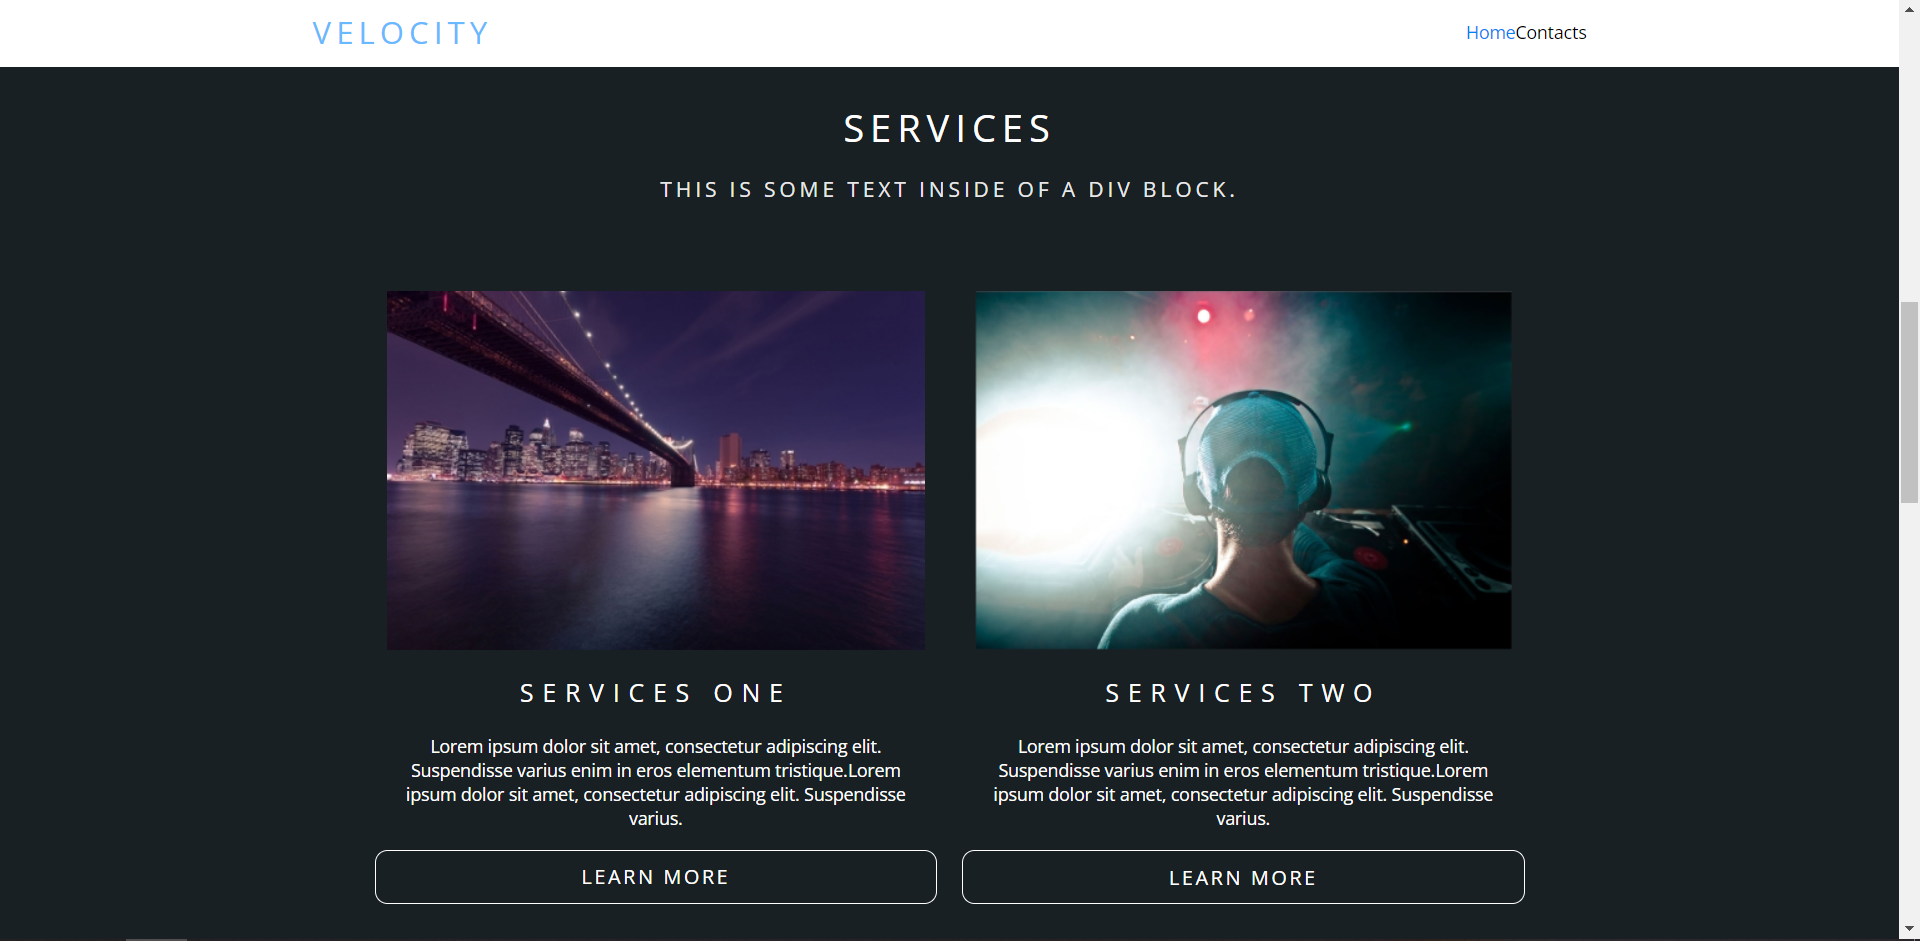 VELOCITY
HomeContacts
SERVICES
THIS IS SOME TEXT INSIDE OF A DIV BLOCK.
SERVICES ONE
Lorem ipsum dolor sit amet, consectetur adipiscing elit.
Suspendisse varius enim in eros elementum tristique.Lorem
ipsum dolor sit amet, consectetur adipiscing elit. Suspendisse
varius.
LEARN MORE
SERVICES TWO
Lorem ipsum dolor sit amet, consectetur adipiscing elit.
Suspendisse varius enim in eros elementum tristique.Lorem
ipsum dolor sit amet, consectetur adipiscing elit. Suspendisse
varius.
LEARN MORE